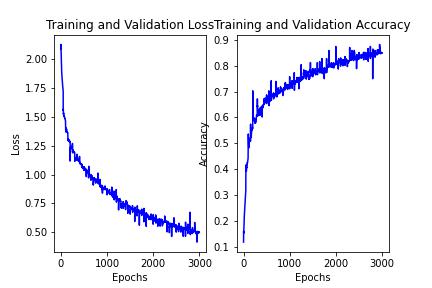 Training and Validation Loss
2.00
1.75
1.50
1.25
1.00
0.75
0.50
Loss
0 1000 2000 3000
Epochs
Training and Validation Accuracy
0.9
0.8
0.7
0.6
0.5
0.4
0.3
0.2
0.1
Accuracy
0 1000 2000 3000
Epochs